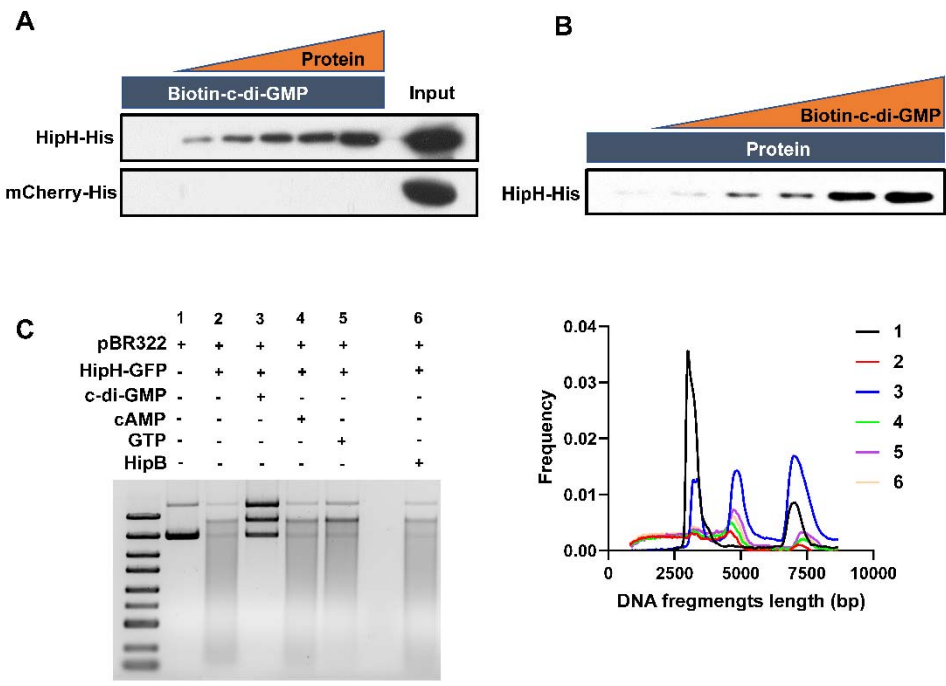 A
Protein
Biotin-c-di-GMP Input
HipH-His
mCherry-His
B
Biotin-c-di-GMP
Protein
HipH-His
C
1 2 3 4 5 6
pBR322 + + + + + +
HipH-GFP - + + + + +
c-di-GMP - - + - - -
cAMP - - - + - -
GTP - - - - + -
HipB - - - - - +
0.04
0.03
0.02
0.01
0.00
Frequency
0 2500 5000 7500 10000
DNA fregmengts length (bp)
1
2
3
4
5
6